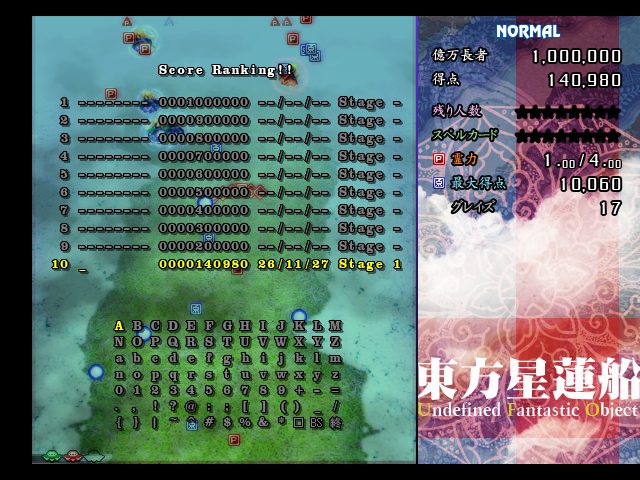 NORMAL
億万長者 1,000,000
得点 140,980
残り人数
スペルカード
P 霊力 1.00/4.00
最大得点 10,060
グレイズ 17
東方星蓮船
Undefined Fantastic Object
Score Ranking!!
1 -------- 0001000000 --/--/-- Stage -
2 -------- 0000900000 --/--/-- Stage -
3 -------- 0000800000 --/--/-- Stage -
4 -------- 0000700000 --/--/-- Stage -
5 -------- 0000600000 --/--/-- Stage -
6 -------- 0000500000 --/--/-- Stage -
7 -------- 0000400000 --/--/-- Stage -
8 -------- 0000300000 --/--/-- Stage -
9 -------- 0000200000 --/--/-- Stage -
10 _ 0000140980 26/11/27 Stage 1
A B C D E F G H I J K L M
N O P Q R S T U V W X Y Z
a b c d e f g h i j k l m
n o p q r s t u v w x y z
0 1 2 3 4 5 6 7 8 9 + - =
. , ! ? @ : ; [ ] ( ) _ /
{ } | ~ ^ # $ % & * □ BS 終